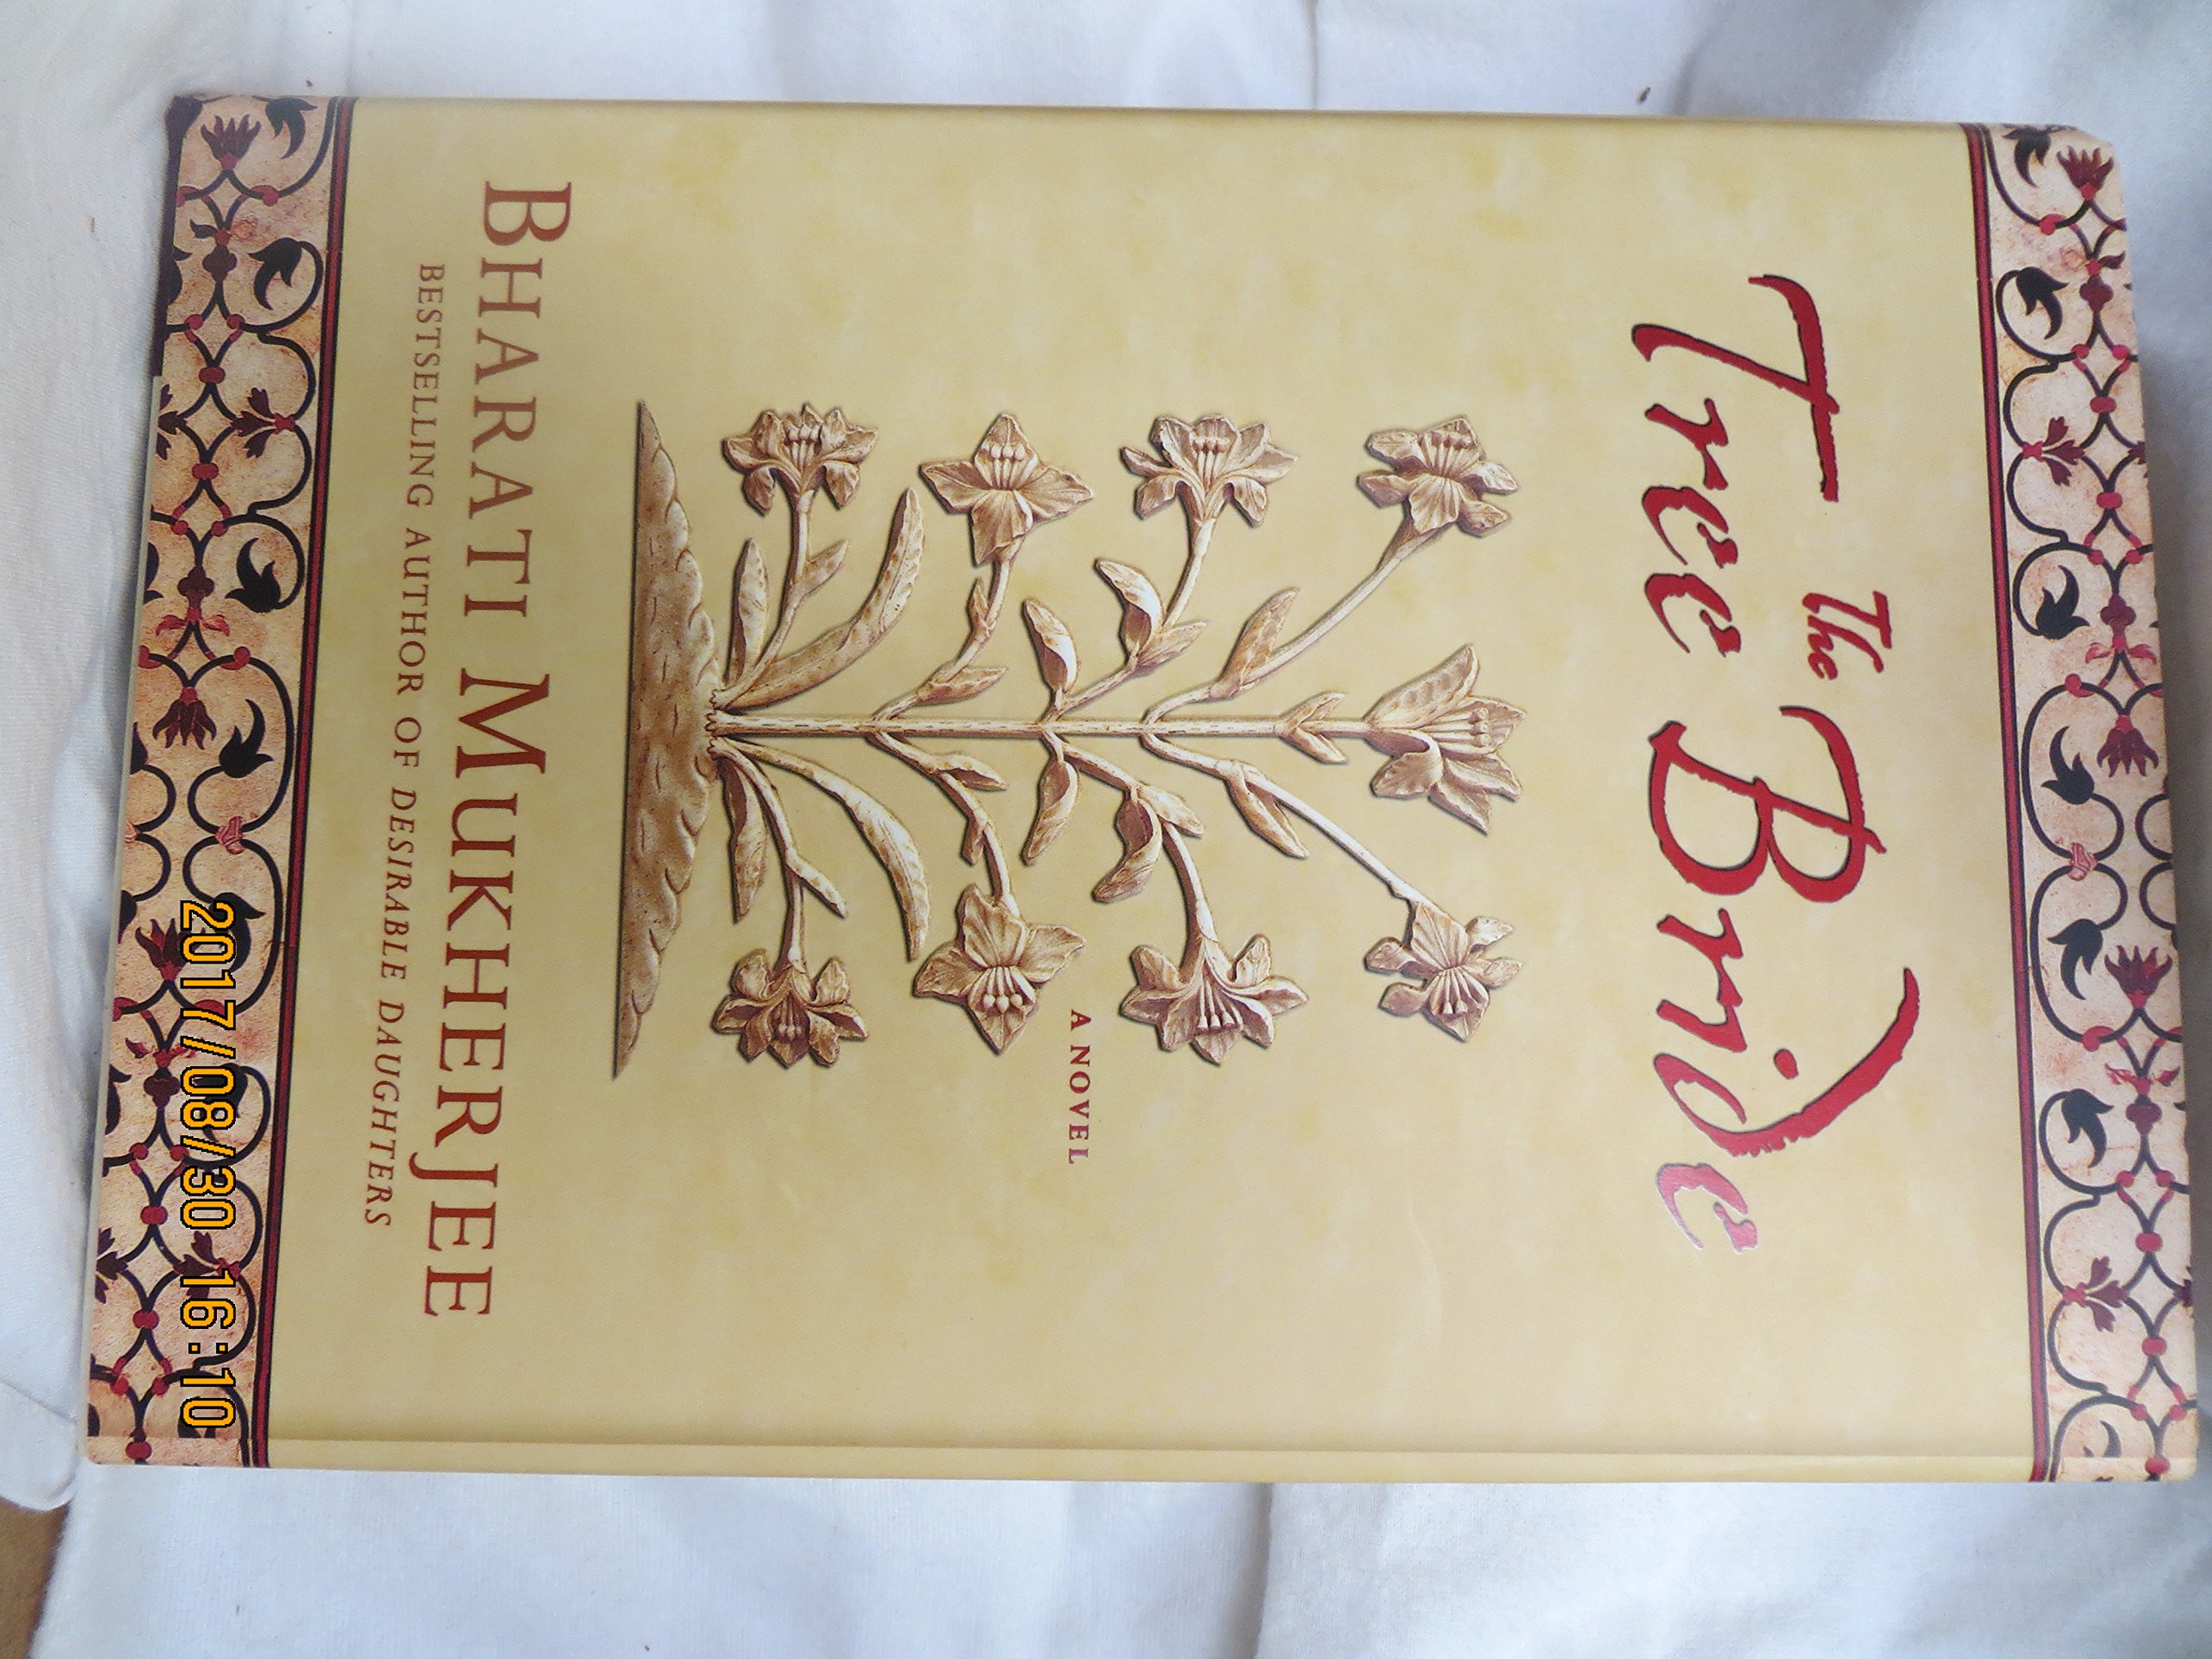 The
Tree Bride
A NOVEL
BHARATI MUKHERJEE
BESTSELLING AUTHOR OF DESIRABLE DAUGHTERS
2017/08/30 16:10